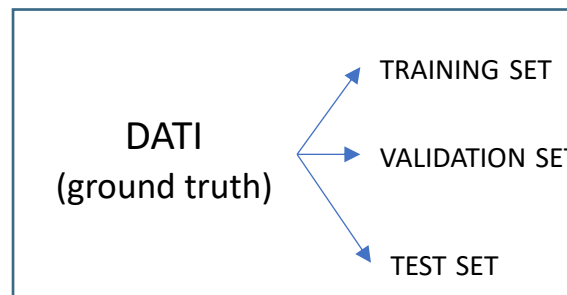 DATI
(ground truth)
TRAINING SET
VALIDATION SET
TEST SET